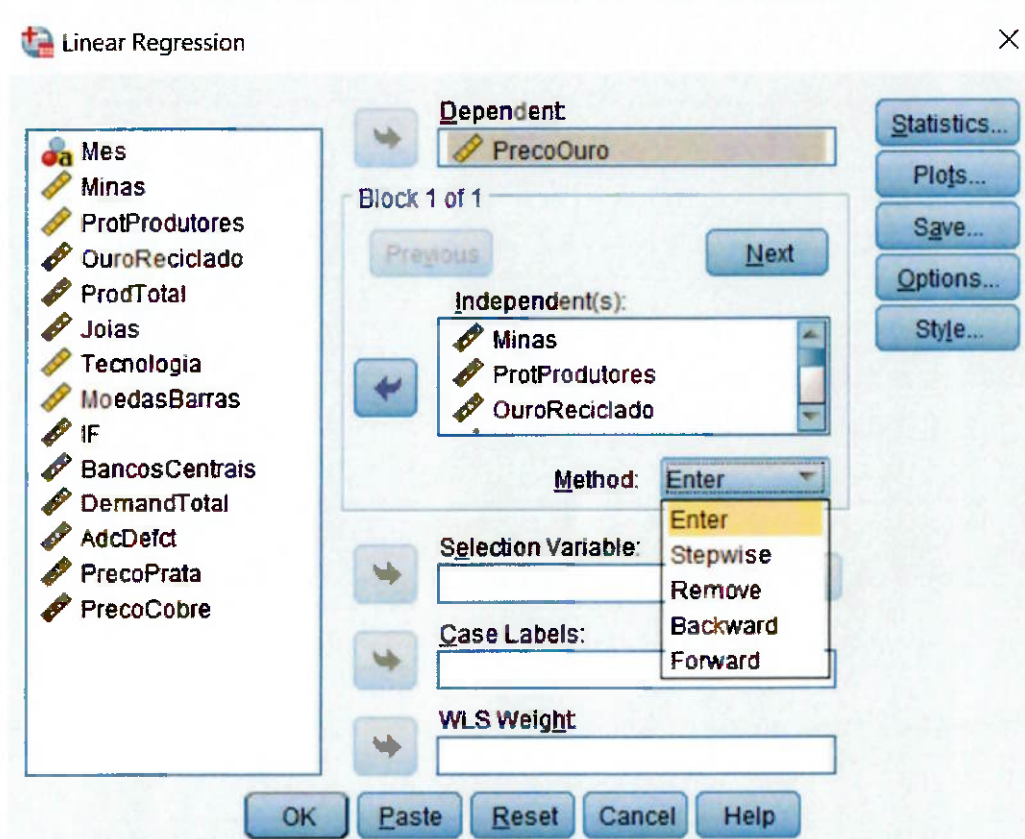 Linear Regression
Mes
Minas
ProtProdutores
OuroReciclado
ProdTotal
Joias
Tecnologia
MoedasBarras
IF
BancosCentrais
DemandTotal
AdcDefct
PrecoPrata
PrecoCobre
Dependent:
PrecoOuro
Block 1 of 1
Previous
Next
Independent(s):
Minas
ProtProdutores
OuroReciclado
Method: Enter
Enter
Stepwise
Remove
Backward
Forward
Selection Variable:
Case Labels:
WLS Weight:
Statistics...
Plots...
Save...
Options...
Style...
OK Paste Reset Cancel Help